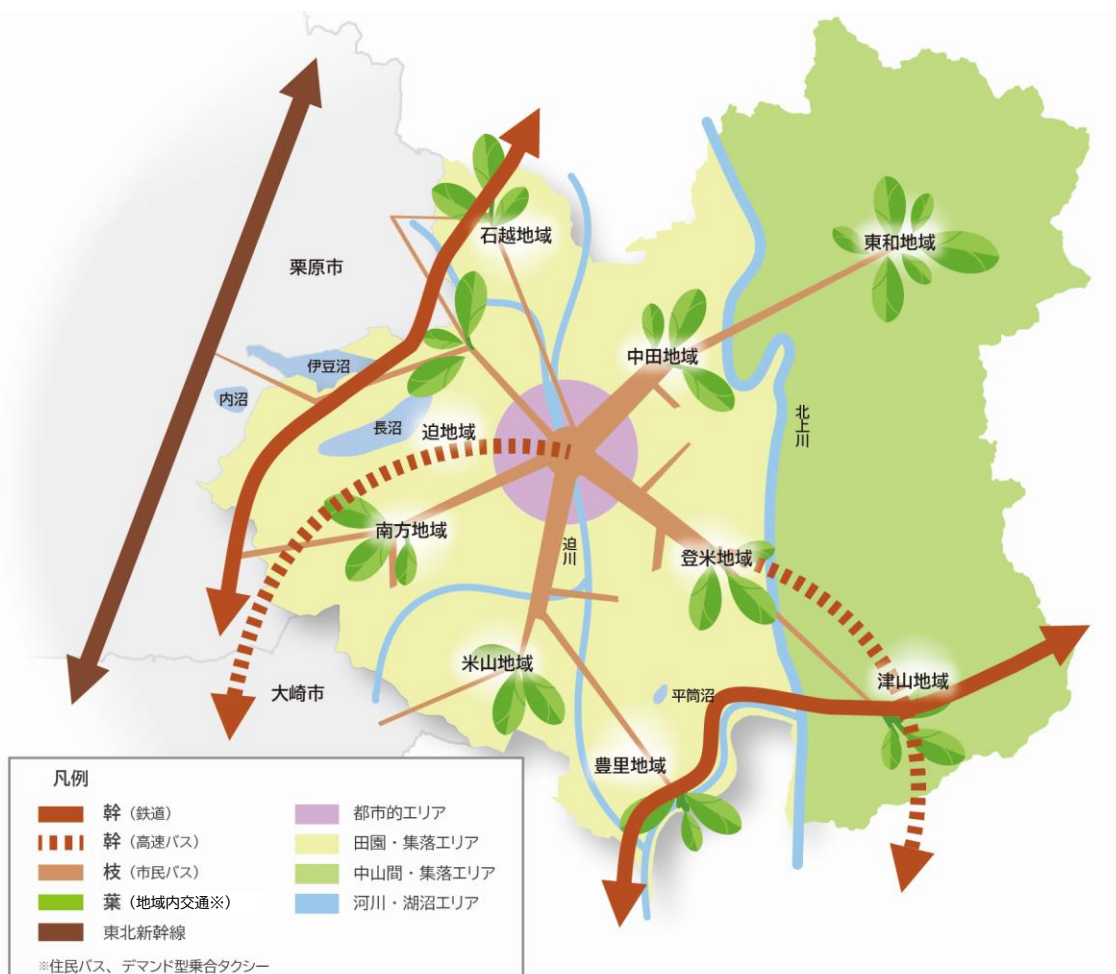 石越地域
東和地域
栗原市
中田地域
伊豆沼
内沼
長沼
迫地域
北上川
南方地域
迫川
登米地域
米山地域
津山地域
大崎市
平筒沼
豊里地域
凡例
幹（鉄道）
幹（高速バス）
枝（市民バス）
葉（地域内交通※）
東北新幹線
都市的エリア
田園・集落エリア
中山間・集落エリア
河川・湖沼エリア
※住民バス、デマンド型乗合タクシー